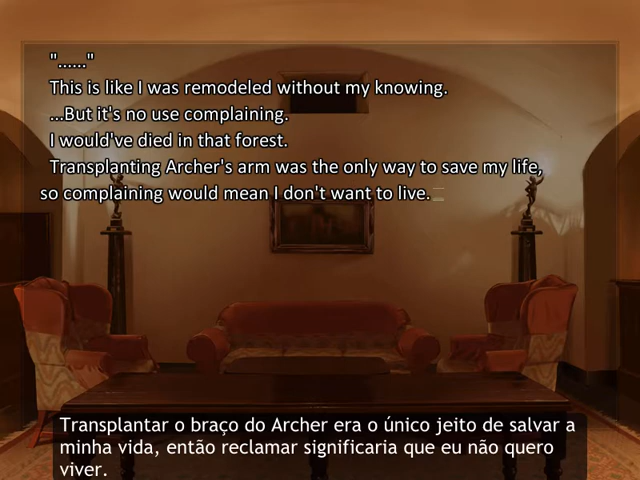 "......"
This is like I was remodeled without my knowing.
...But it's no use complaining.
I would've died in that forest.
Transplanting Archer's arm was the only way to save my life,
so complaining would mean I don't want to live.
Transplantar o braço do Archer era o único jeito de salvar a
minha vida, então reclamar significaria que eu não quero
viver.